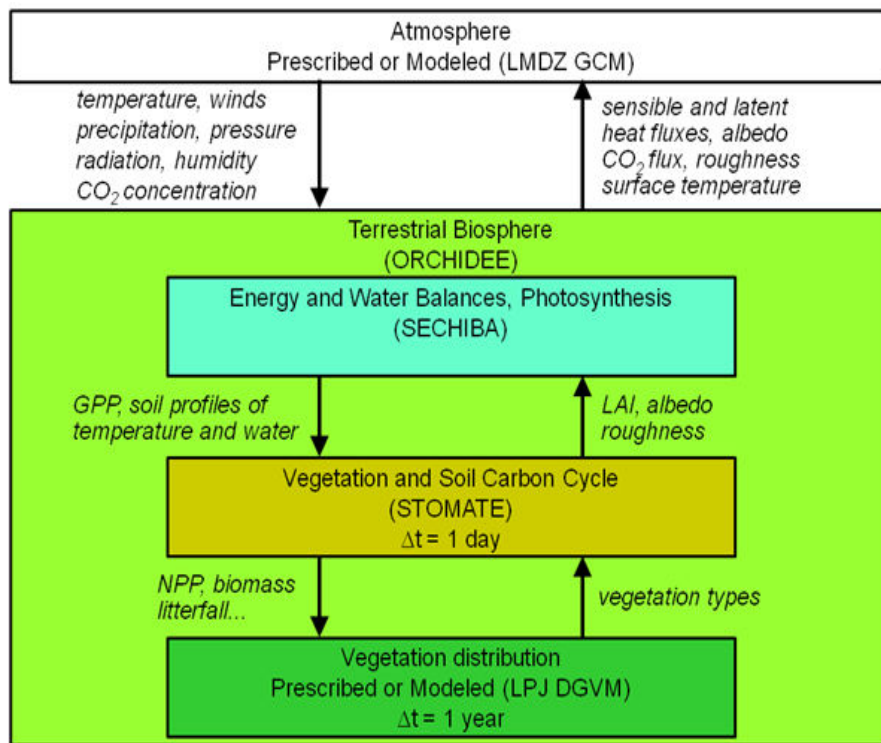 Atmosphere
Prescribed or Modeled (LMDZ GCM)
temperature, winds
precipitation, pressure
radiation, humidity
CO2 concentration
sensible and latent
heat fluxes, albedo
CO2 flux, roughness
surface temperature
Terrestrial Biosphere
(ORCHIDEE)
Energy and Water Balances, Photosynthesis
(SECHIBA)
GPP, soil profiles of
temperature and water
LAI, albedo
roughness
Vegetation and Soil Carbon Cycle
(STOMATE)
Δt = 1 day
NPP, biomass
litterfall...
vegetation types
Vegetation distribution
Prescribed or Modeled (LPJ DGVM)
Δt = 1 year